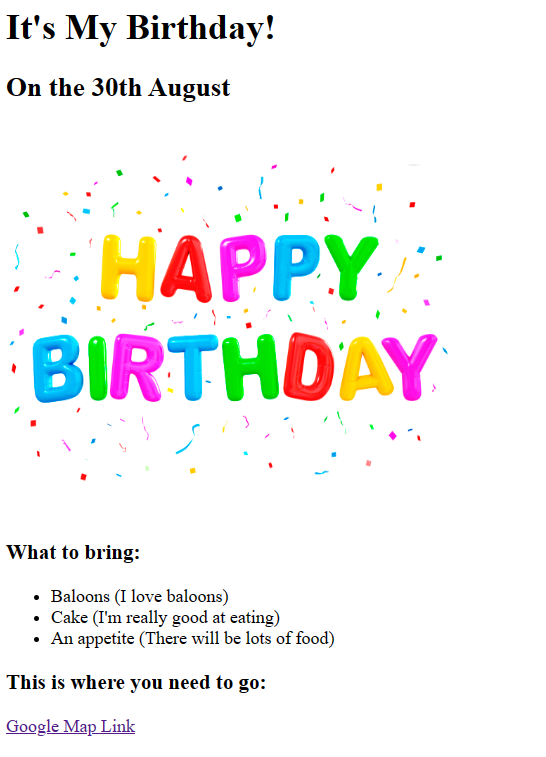 It's My Birthday!
On the 30th August
HAPPY
BIRTHDAY
What to bring:
Baloons (I love baloons)
Cake (I'm really good at eating)
An appetite (There will be lots of food)
This is where you need to go:
Google Map Link